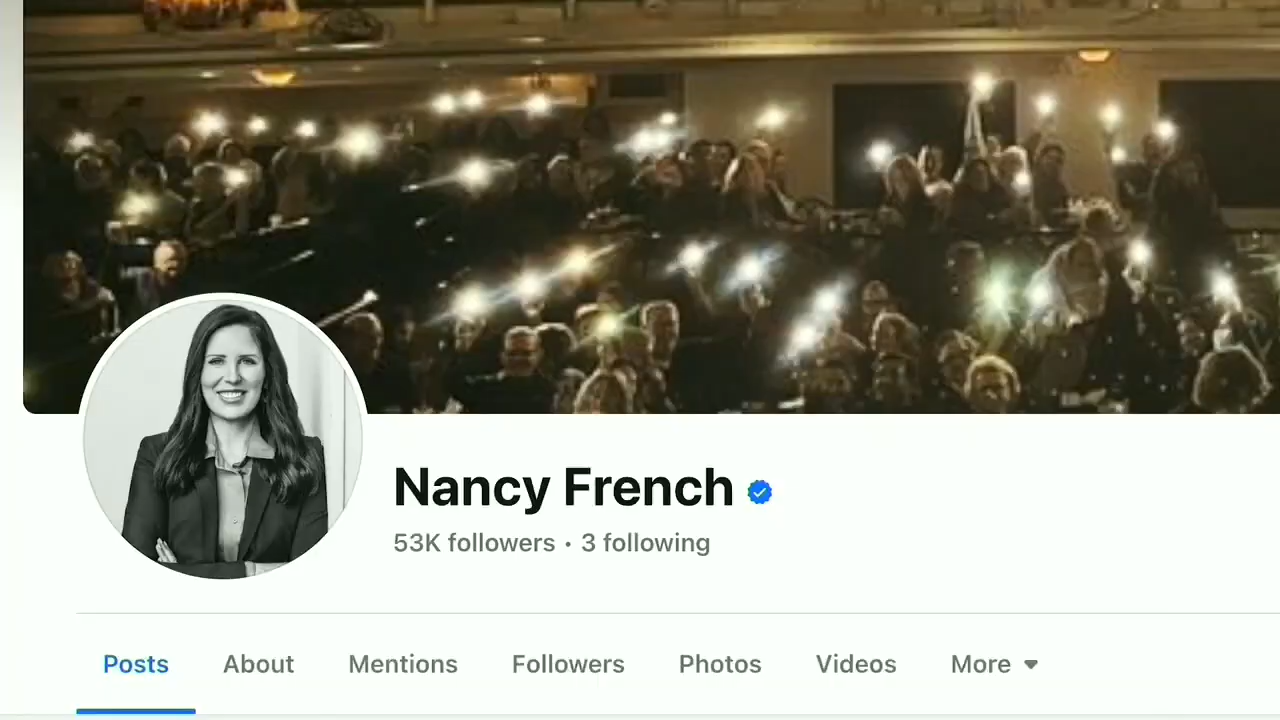 Nancy French
53K followers · 3 following
Posts About Mentions Followers Photos Videos More